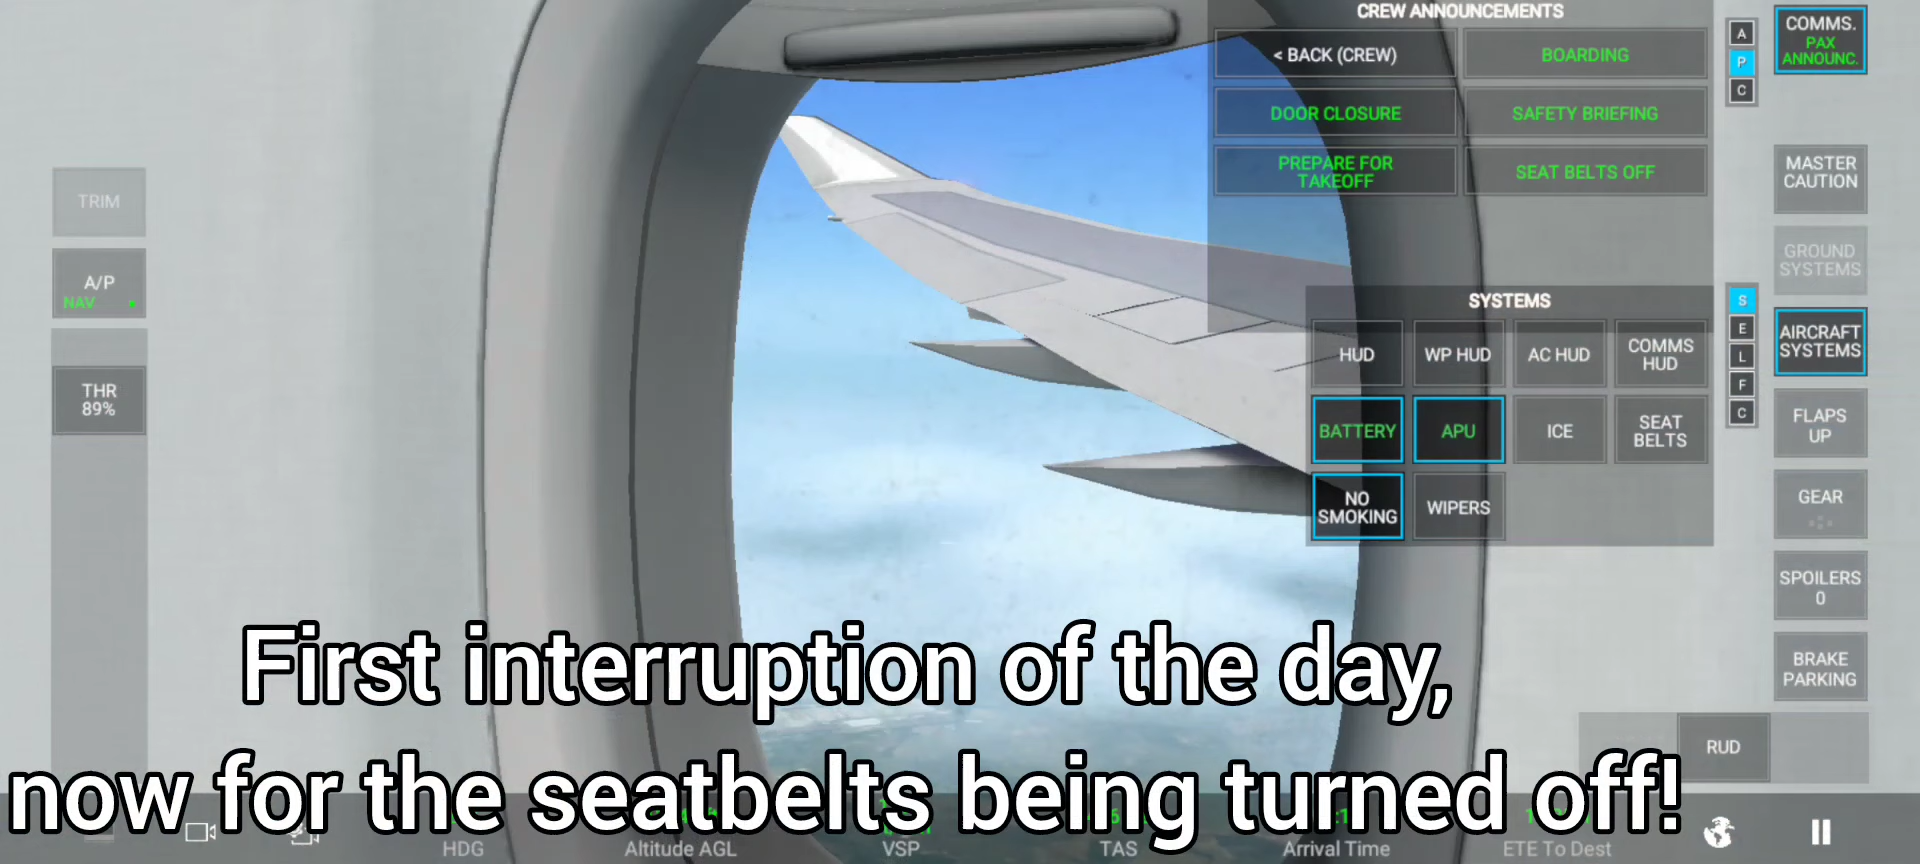 CREW ANNOUNCEMENTS
< BACK (CREW)
BOARDING
DOOR CLOSURE
SAFETY BRIEFING
PREPARE FOR
TAKEOFF
SEAT BELTS OFF
A
P
C
COMMS.
PAX
ANNOUNC.
MASTER
CAUTION
GROUND
SYSTEMS
AIRCRAFT
SYSTEMS
FLAPS
UP
GEAR
SPOILERS
0
BRAKE
PARKING
RUD
TRIM
A/P
NAV
THR
89%
SYSTEMS
HUD
WP HUD
AC HUD
COMMS
HUD
BATTERY
APU
ICE
SEAT
BELTS
NO
SMOKING
WIPERS
S
E
L
F
C
First interruption of the day,
now for the seatbelts being turned off!
HDG
Altitude AGL
VSP
TAS
Arrival Time
ETE To Dest